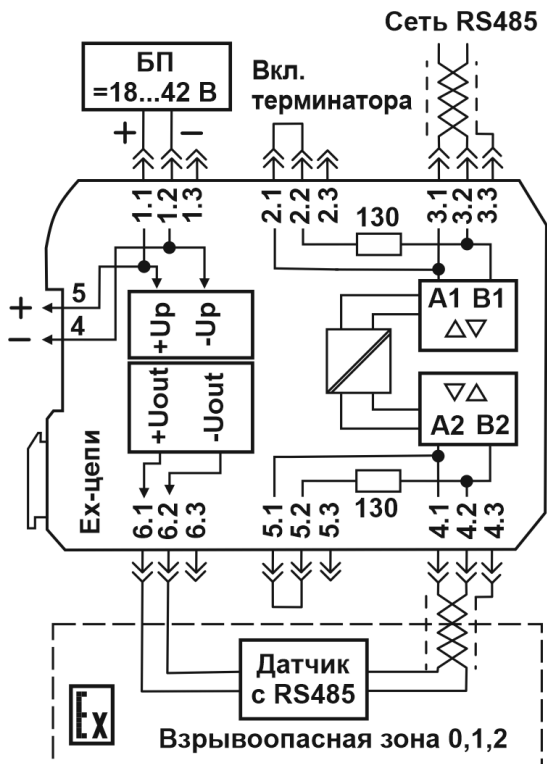 Сеть RS485
БП
=18...42 В
Вкл.
терминатора
+
−
1.1
1.2
1.3
2.1
2.2
2.3
3.1
3.2
3.3
130
+ 5
− 4
+Up
-Up
A1 B1
+Uout
-Uout
A2 B2
Ex-цепи
6.1
6.2
6.3
5.1
5.2
5.3
130
4.1
4.2
4.3
Датчик
с RS485
Ex
Взрывоопасная зона 0,1,2